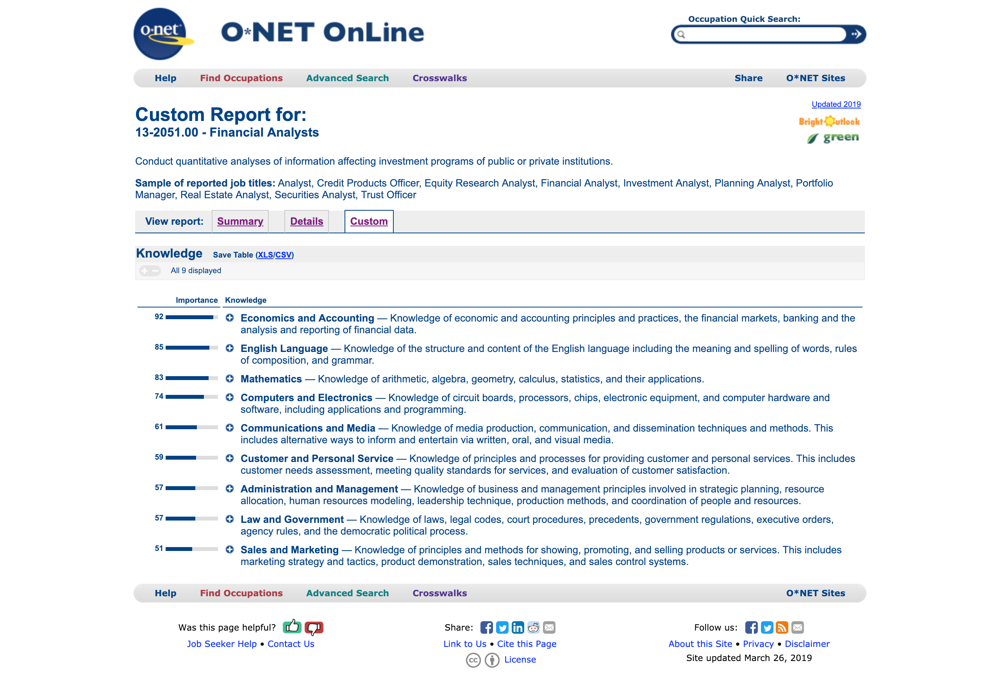 o·net
O*NET OnLine
Occupation Quick Search:
Help Find Occupations Advanced Search Crosswalks Share O*NET Sites
Updated 2019
Custom Report for:
13-2051.00 - Financial Analysts
Bright Outlook
green
Conduct quantitative analyses of information affecting investment programs of public or private institutions.
Sample of reported job titles: Analyst, Credit Products Officer, Equity Research Analyst, Financial Analyst, Investment Analyst, Planning Analyst, Portfolio
Manager, Real Estate Analyst, Securities Analyst, Trust Officer
View report: Summary Details Custom
Knowledge Save Table (XLS/CSV)
All 9 displayed
Importance Knowledge
92 Economics and Accounting — Knowledge of economic and accounting principles and practices, the financial markets, banking and the
analysis and reporting of financial data.
85 English Language — Knowledge of the structure and content of the English language including the meaning and spelling of words, rules
of composition, and grammar.
83 Mathematics — Knowledge of arithmetic, algebra, geometry, calculus, statistics, and their applications.
74 Computers and Electronics — Knowledge of circuit boards, processors, chips, electronic equipment, and computer hardware and
software, including applications and programming.
61 Communications and Media — Knowledge of media production, communication, and dissemination techniques and methods. This
includes alternative ways to inform and entertain via written, oral, and visual media.
59 Customer and Personal Service — Knowledge of principles and processes for providing customer and personal services. This includes
customer needs assessment, meeting quality standards for services, and evaluation of customer satisfaction.
57 Administration and Management — Knowledge of business and management principles involved in strategic planning, resource
allocation, human resources modeling, leadership technique, production methods, and coordination of people and resources.
57 Law and Government — Knowledge of laws, legal codes, court procedures, precedents, government regulations, executive orders,
agency rules, and the democratic political process.
51 Sales and Marketing — Knowledge of principles and methods for showing, promoting, and selling products or services. This includes
marketing strategy and tactics, product demonstration, sales techniques, and sales control systems.
Help Find Occupations Advanced Search Crosswalks O*NET Sites
Was this page helpful? Share: Follow us:
Job Seeker Help • Contact Us Link to Us • Cite this Page About this Site • Privacy • Disclaimer
cc License Site updated March 26, 2019